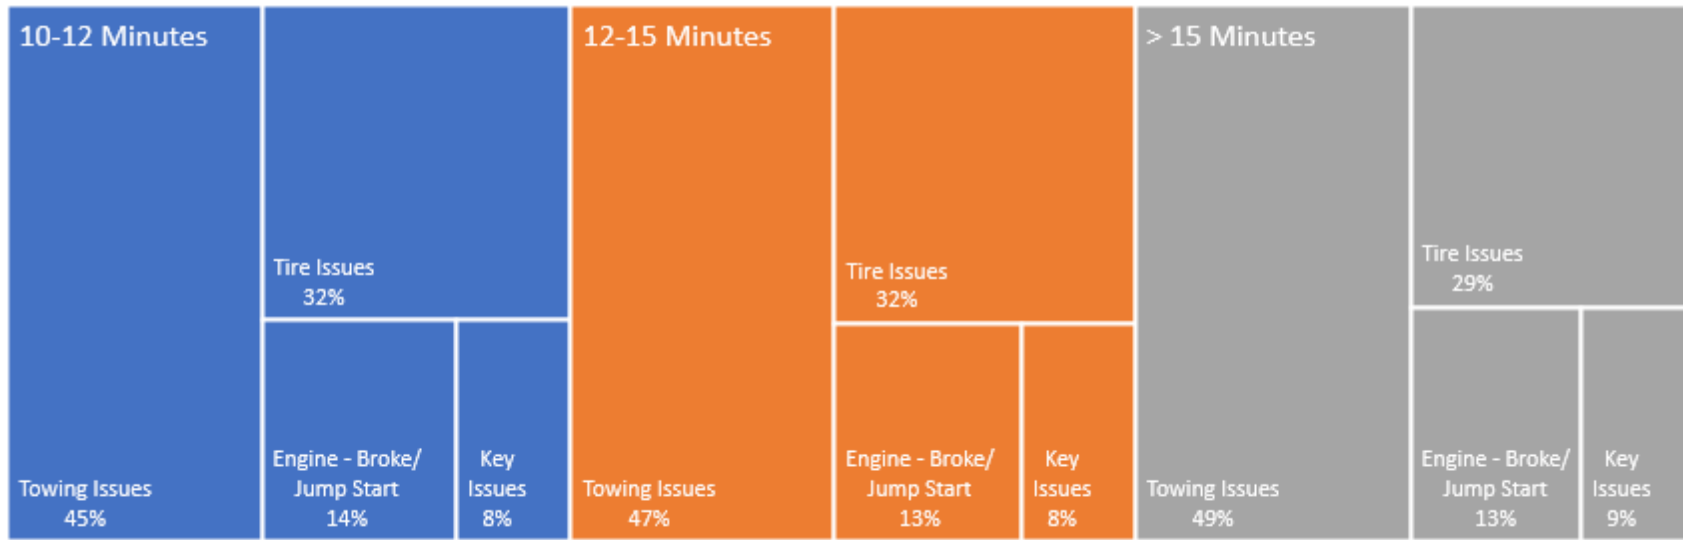 10-12 Minutes
Tire Issues
32%
Towing Issues
45%
Engine - Broke/
Jump Start
14%
Key
Issues
8%
12-15 Minutes
Tire Issues
32%
Towing Issues
47%
Engine - Broke/
Jump Start
13%
Key
Issues
8%
> 15 Minutes
Tire Issues
29%
Towing Issues
49%
Engine - Broke/
Jump Start
13%
Key
Issues
9%